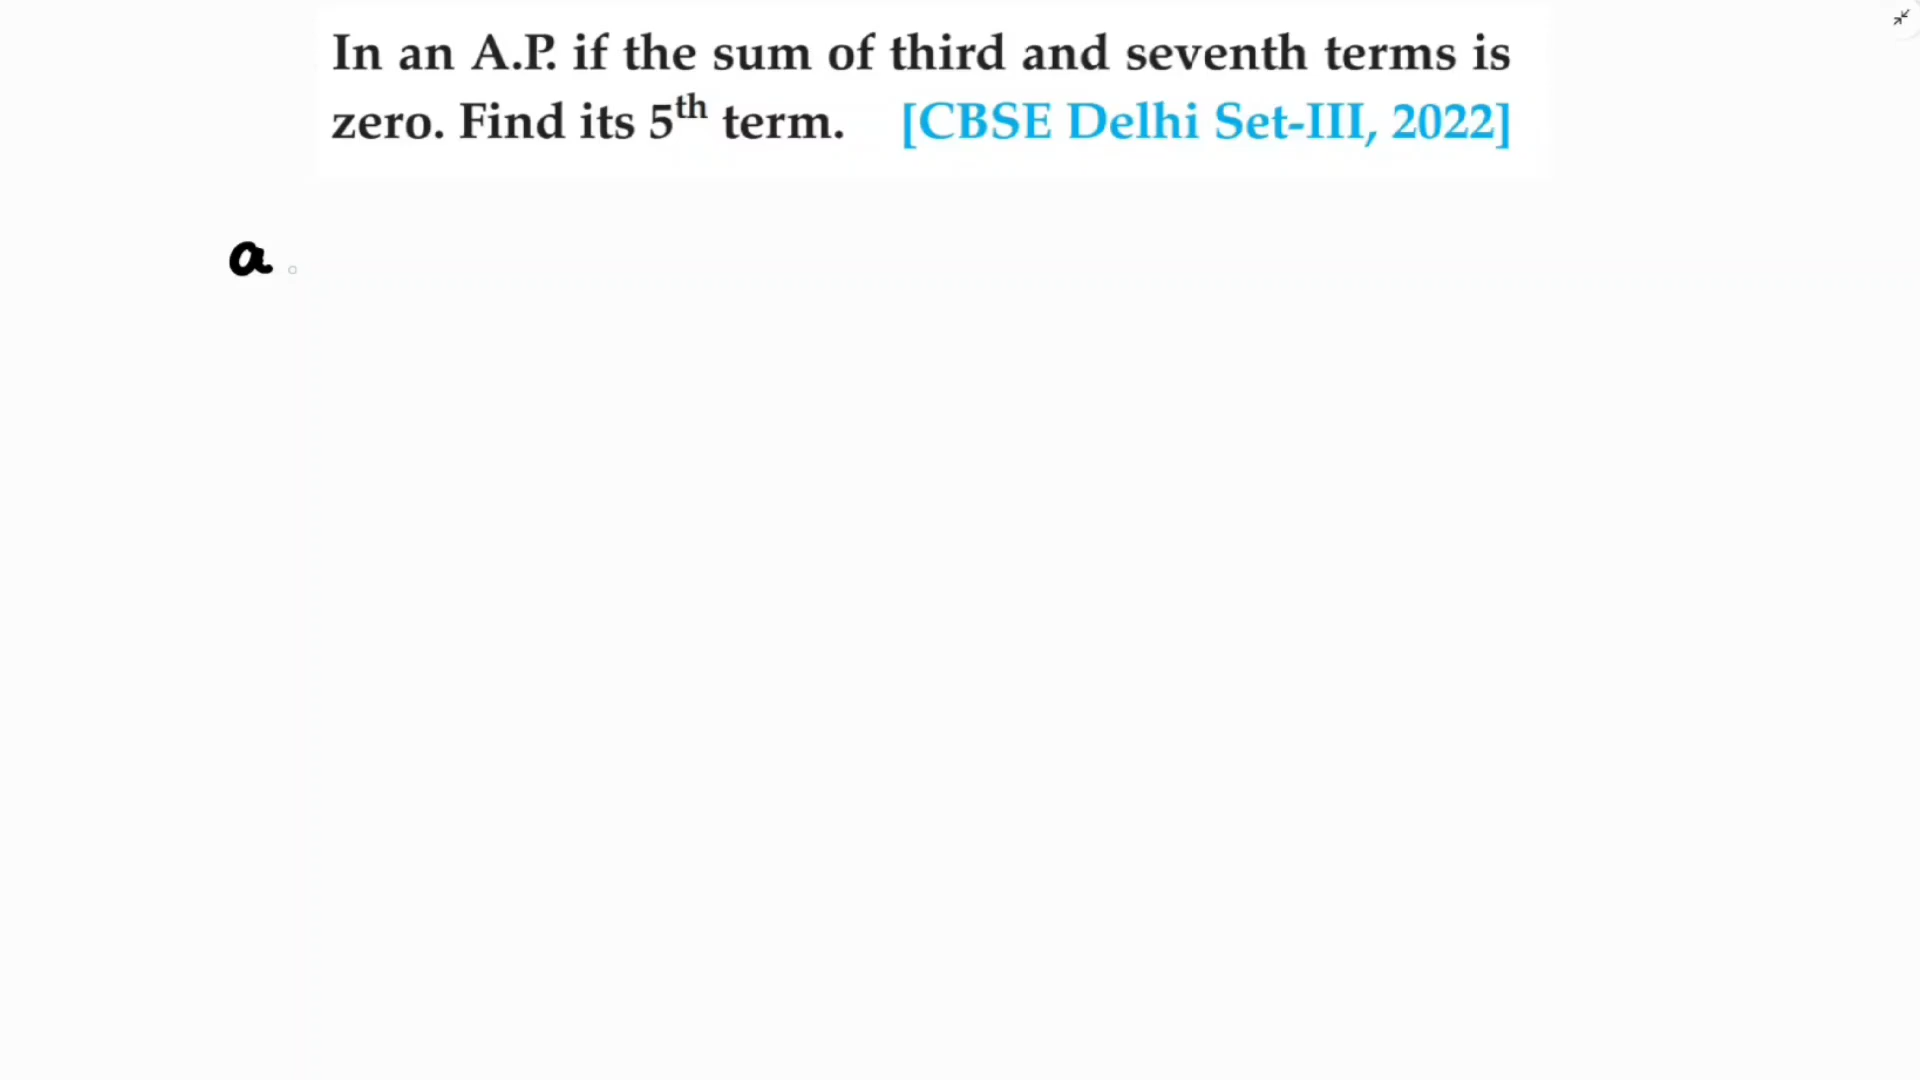 In an A.P. if the sum of third and seventh terms is
zero. Find its 5th term. [CBSE Delhi Set-III, 2022]
a